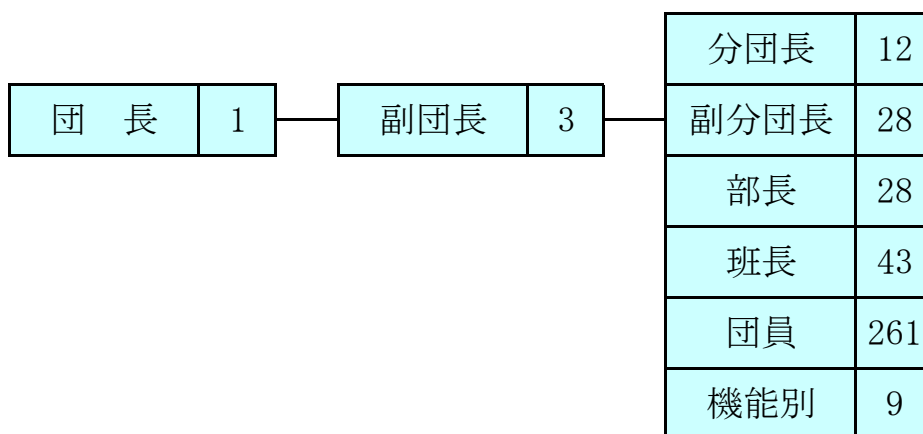 分団長 12
団　長 1 副団長 3 副分団長 28
部長 28
班長 43
団員 261
機能別 9